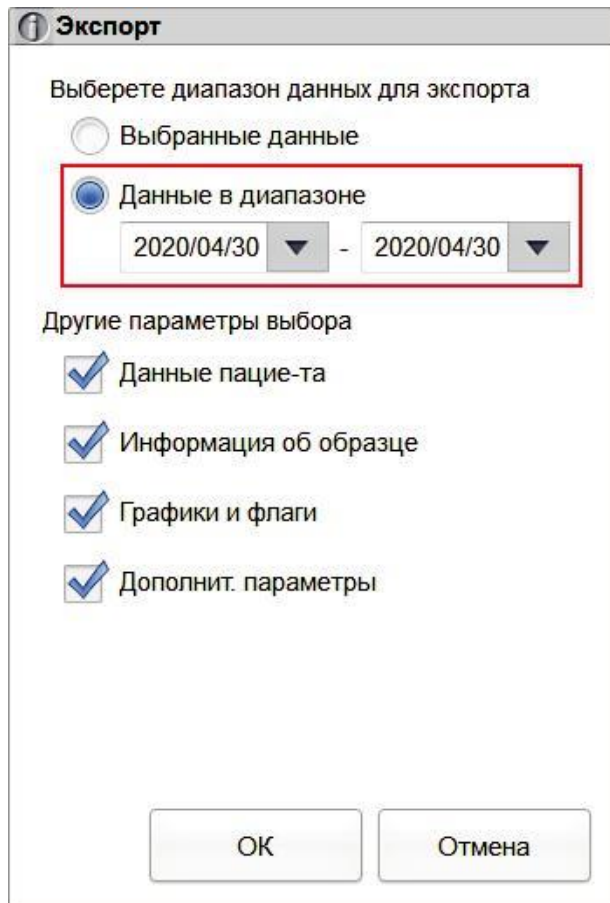 Экспорт
Выберете диапазон данных для экспорта
Выбранные данные
Данные в диапазоне
2020/04/30 - 2020/04/30
Другие параметры выбора
Данные пацие-та
Информация об образце
Графики и флаги
Дополнит. параметры
ОК Отмена